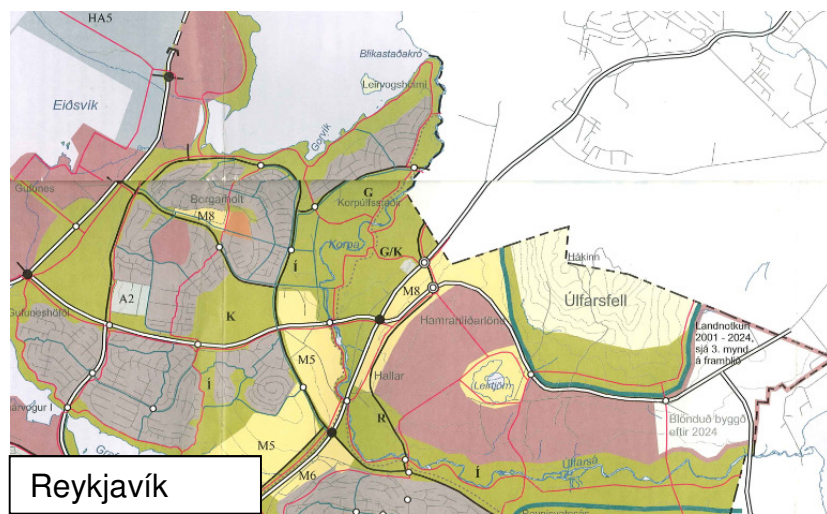 HA5
Blikastaðakró
Leirvogshólmi
Eiðsvík
Gorvík
Gufunes
Borgarholt
M8
G
Korpúlfsstaðir
Korpa
G/K
Í
A2
K
M8
Hákinn
Úlfarsfell
Gufuneshöfði
Hamrahlíðarlönd
Landnotkun
2001 - 2024,
sjá 3. mynd
á framhlið
M5
Hallar
Leirtjörn
Í
R
Blönduð byggð
eftir 2024
M5
Í
Úlfarsá
M6
Reykjavík